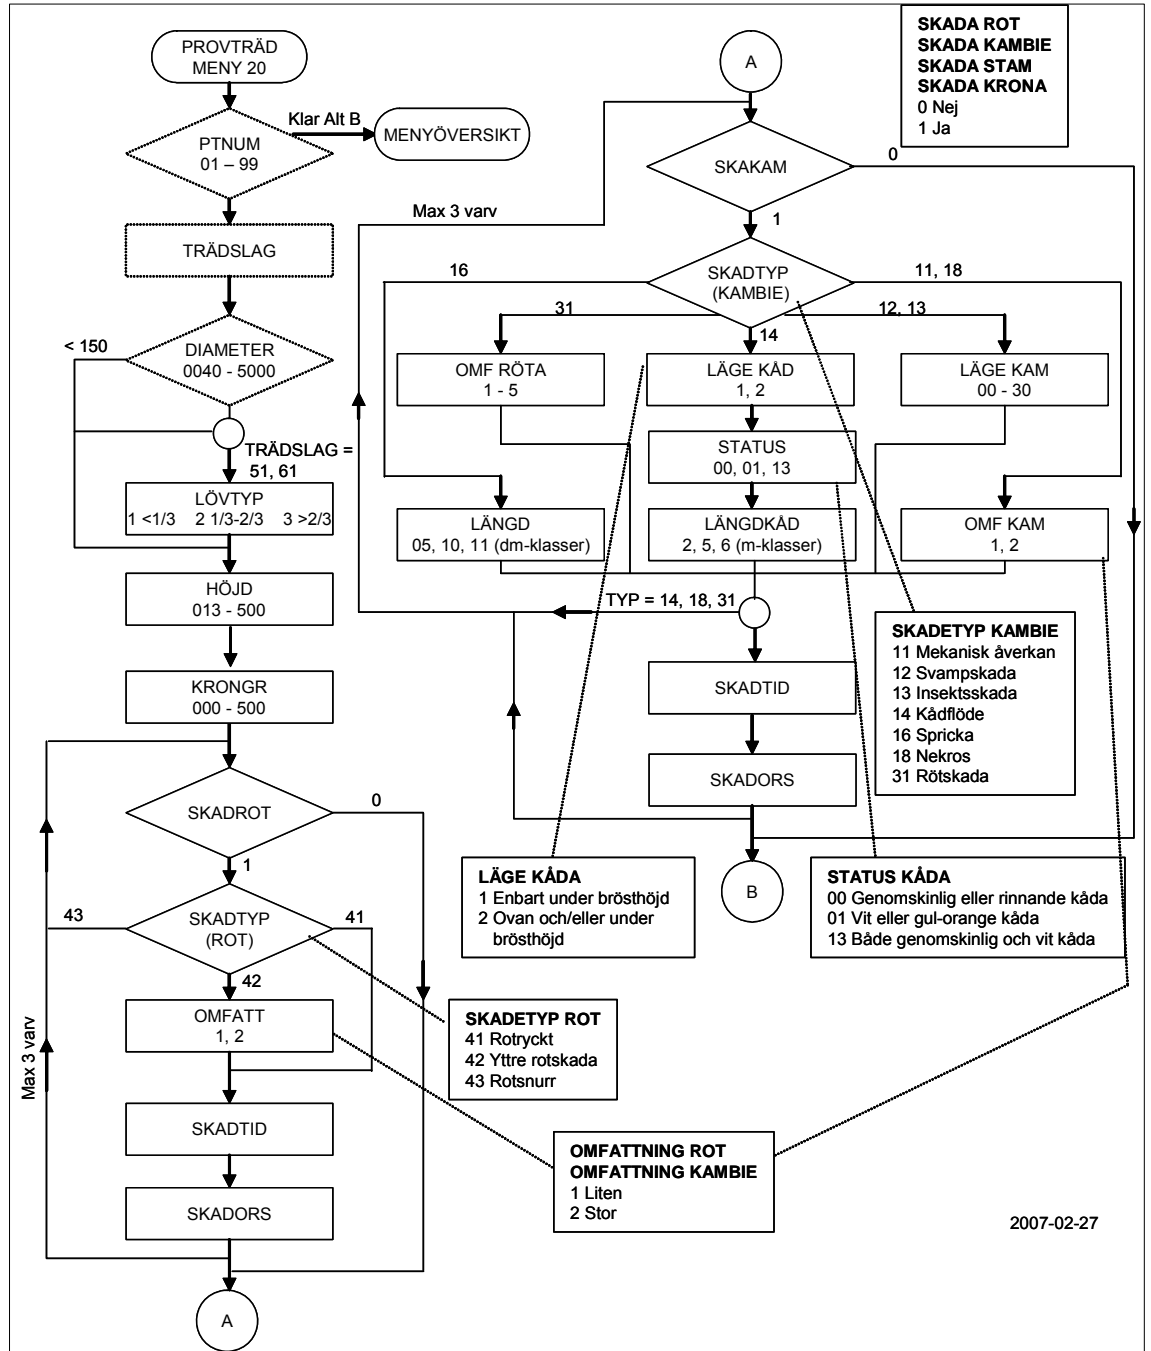 PROVTRÄD
MENY 20
Klar Alt B
MENYÖVERSIKT
PTNUM
01 – 99
TRÄDSLAG
< 150
DIAMETER
0040 - 5000
TRÄDSLAG =
51, 61
LÖVTYP
1 <1/3 2 1/3-2/3 3 >2/3
HÖJD
013 - 500
KRONGR
000 - 500
SKADROT
0
1
43
SKADTYP
(ROT)
41
42
OMFATT
1, 2
Max 3 varv
SKADTID
SKADORS
A
A
SKADA ROT
SKADA KAMBIE
SKADA STAM
SKADA KRONA
0 Nej
1 Ja
SKAKAM
0
Max 3 varv
1
16
SKADTYP
(KAMBIE)
11, 18
31
12, 13
14
OMF RÖTA
1 - 5
LÄGE KÅD
1, 2
LÄGE KAM
00 - 30
STATUS
00, 01, 13
LÄNGD
05, 10, 11 (dm-klasser)
LÄNGDKÅD
2, 5, 6 (m-klasser)
OMF KAM
1, 2
TYP = 14, 18, 31
SKADTID
SKADORS
B
SKADETYP KAMBIE
11 Mekanisk åverkan
12 Svampskada
13 Insektsskada
14 Kådflöde
16 Spricka
18 Nekros
31 Rötskada
LÄGE KÅDA
1 Enbart under brösthöjd
2 Ovan och/eller under
brösthöjd
STATUS KÅDA
00 Genomskinlig eller rinnande kåda
01 Vit eller gul-orange kåda
13 Både genomskinlig och vit kåda
SKADETYP ROT
41 Rotryckt
42 Yttre rotskada
43 Rotsnurr
OMFATTNING ROT
OMFATTNING KAMBIE
1 Liten
2 Stor
2007-02-27